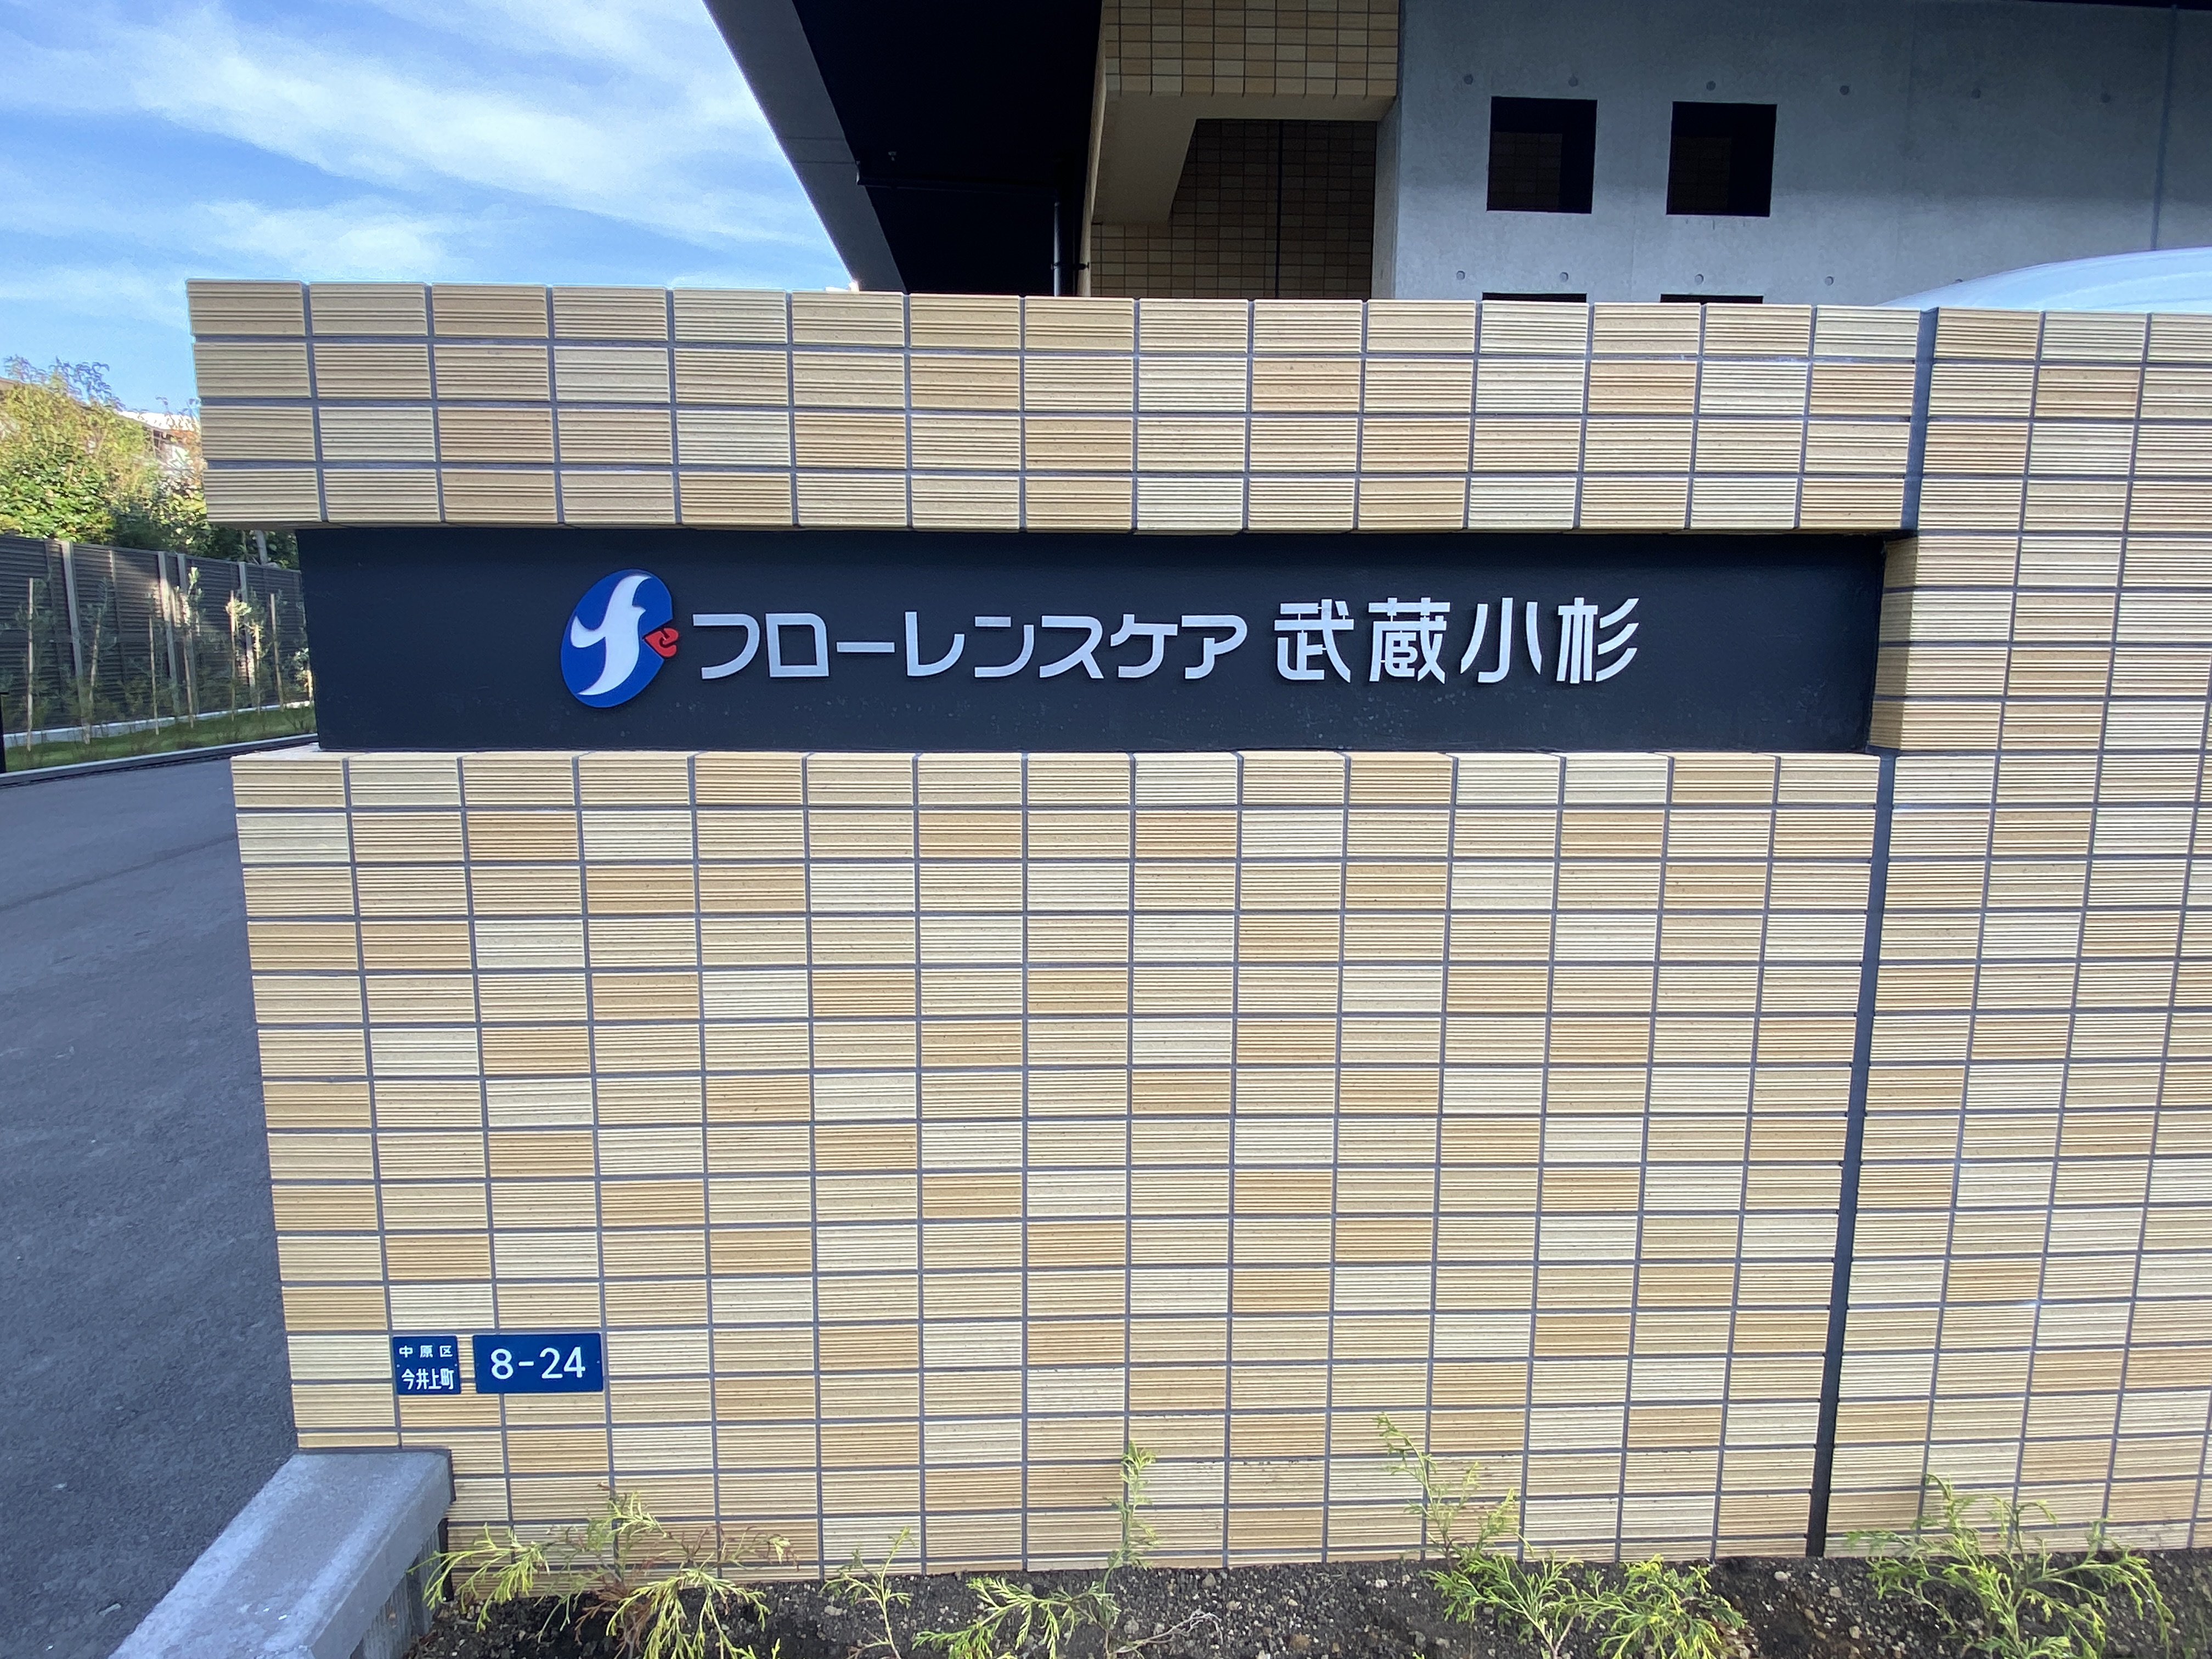 フローレンスケア 武蔵小杉
中原区
今井上町
8-24